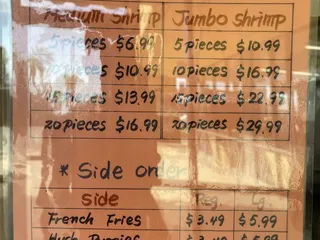 Medium Shrimp Jumbo Shrimp
5 pieces $6.99 5 pieces $10.99
pieces $10.99 10 pieces $16.79
15 pieces $13.99 15 pieces $22.99
20 pieces $16.99 20 pieces $29.99
* Side order
Side Reg. Lg.
French Fries $3.49 $5.99
Hush Puppies